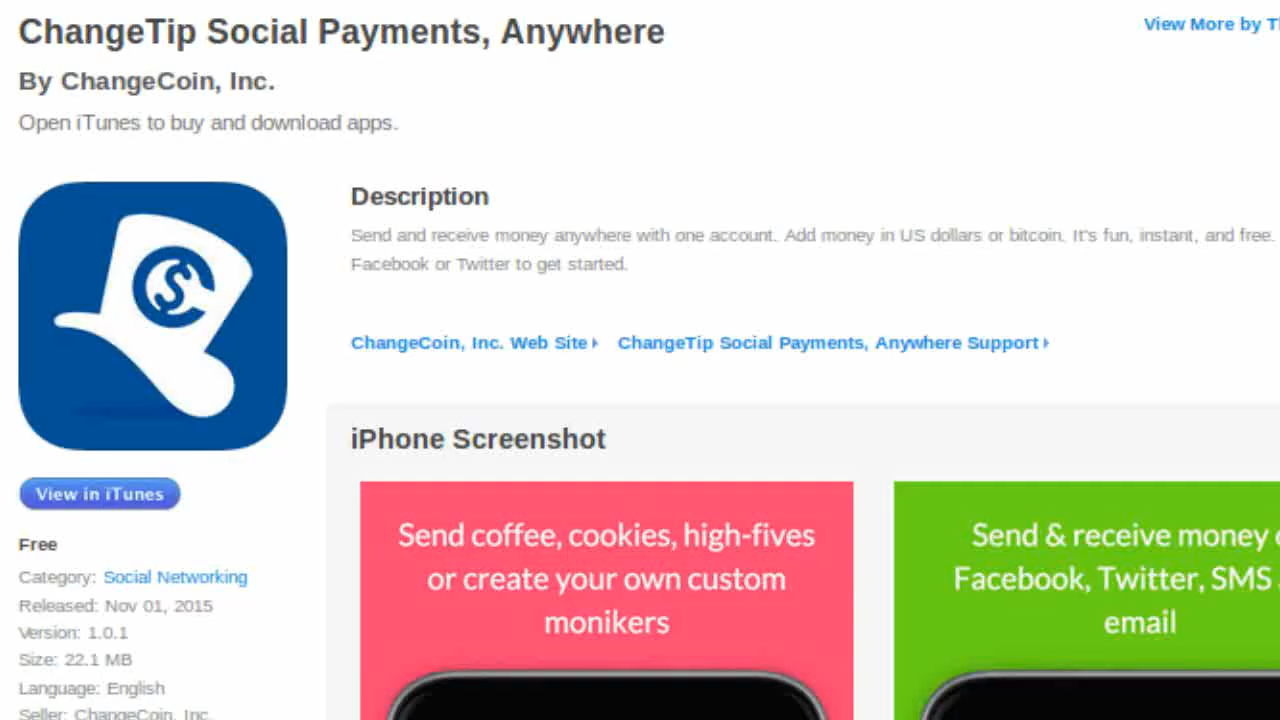 ChangeTip Social Payments, Anywhere
View More by
By ChangeCoin, Inc.
Open iTunes to buy and download apps.
Description
Send and receive money anywhere with one account. Add money in US dollars or bitcoin. It's fun, instant, and free.
Facebook or Twitter to get started.
ChangeCoin, Inc. Web Site
ChangeTip Social Payments, Anywhere Support
iPhone Screenshot
View in iTunes
Send coffee, cookies, high-fives
or create your own custom
monikers
Send & receive money
Facebook, Twitter, SMS
email
Free
Category: Social Networking
Released: Nov 01, 2015
Version: 1.0.1
Size: 22.1 MB
Language: English
Seller: ChangeCoin, Inc.